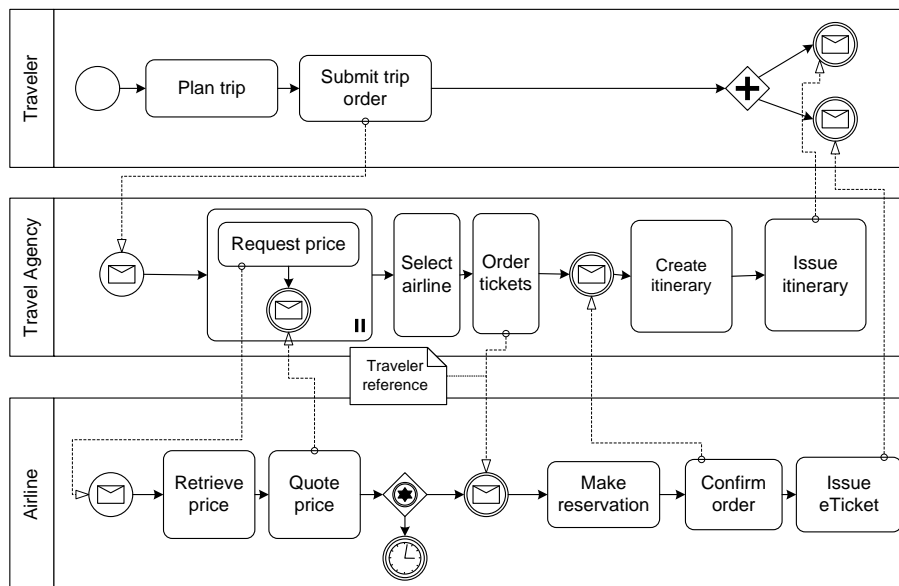 Traveler
Plan trip
Submit trip
order
Travel Agency
Request price
Select
airline
Order
tickets
Create
itinerary
Issue
itinerary
Traveler
reference
Airline
Retrieve
price
Quote
price
Make
reservation
Confirm
order
Issue
eTicket